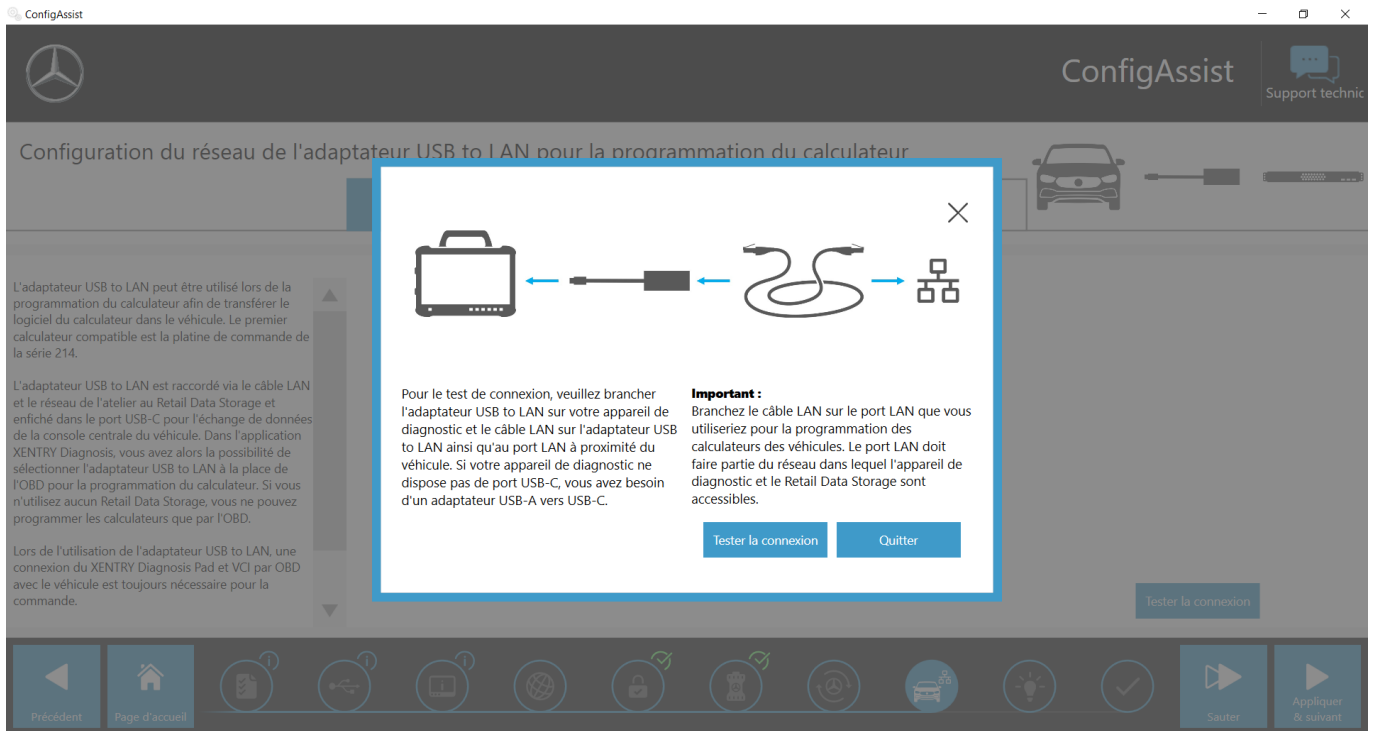 ConfigAssist
ConfigAssist
Support technic
Configuration du réseau de l'adaptateur USB to LAN pour la programmation du calculateur
L'adaptateur USB to LAN peut être utilisé lors de la
programmation du calculateur afin de transférer le
logiciel du calculateur dans le véhicule. Le premier
calculateur compatible est la platine de commande de
la série 214.
L'adaptateur USB to LAN est raccordé via le câble LAN
et le réseau de l'atelier au Retail Data Storage et
enfiché dans le port USB-C pour l'échange de données
de la console centrale du véhicule. Dans l'application
XENTRY Diagnosis, vous avez alors la possibilité de
sélectionner l'adaptateur USB to LAN à la place de
l'OBD pour la programmation du calculateur. Si vous
n'utilisez aucun Retail Data Storage, vous ne pouvez
programmer les calculateurs que par l'OBD.
Lors de l'utilisation de l'adaptateur USB to LAN, une
connexion du XENTRY Diagnosis Pad et VCI par OBD
avec le véhicule est toujours nécessaire pour la
commande.
Pour le test de connexion, veuillez brancher
l'adaptateur USB to LAN sur votre appareil de
diagnostic et le câble LAN sur l'adaptateur USB
to LAN ainsi qu'au port LAN à proximité du
véhicule. Si votre appareil de diagnostic ne
dispose pas de port USB-C, vous avez besoin
d'un adaptateur USB-A vers USB-C.
Important :
Branchez le câble LAN sur le port LAN que vous
utiliseriez pour la programmation des
calculateurs des véhicules. Le port LAN doit
faire partie du réseau dans lequel l'appareil de
diagnostic et le Retail Data Storage sont
accessibles.
Tester la connexion
Quitter
Tester la connexion
Précédent
Page d'accueil
Sauter
Appliquer
& suivant